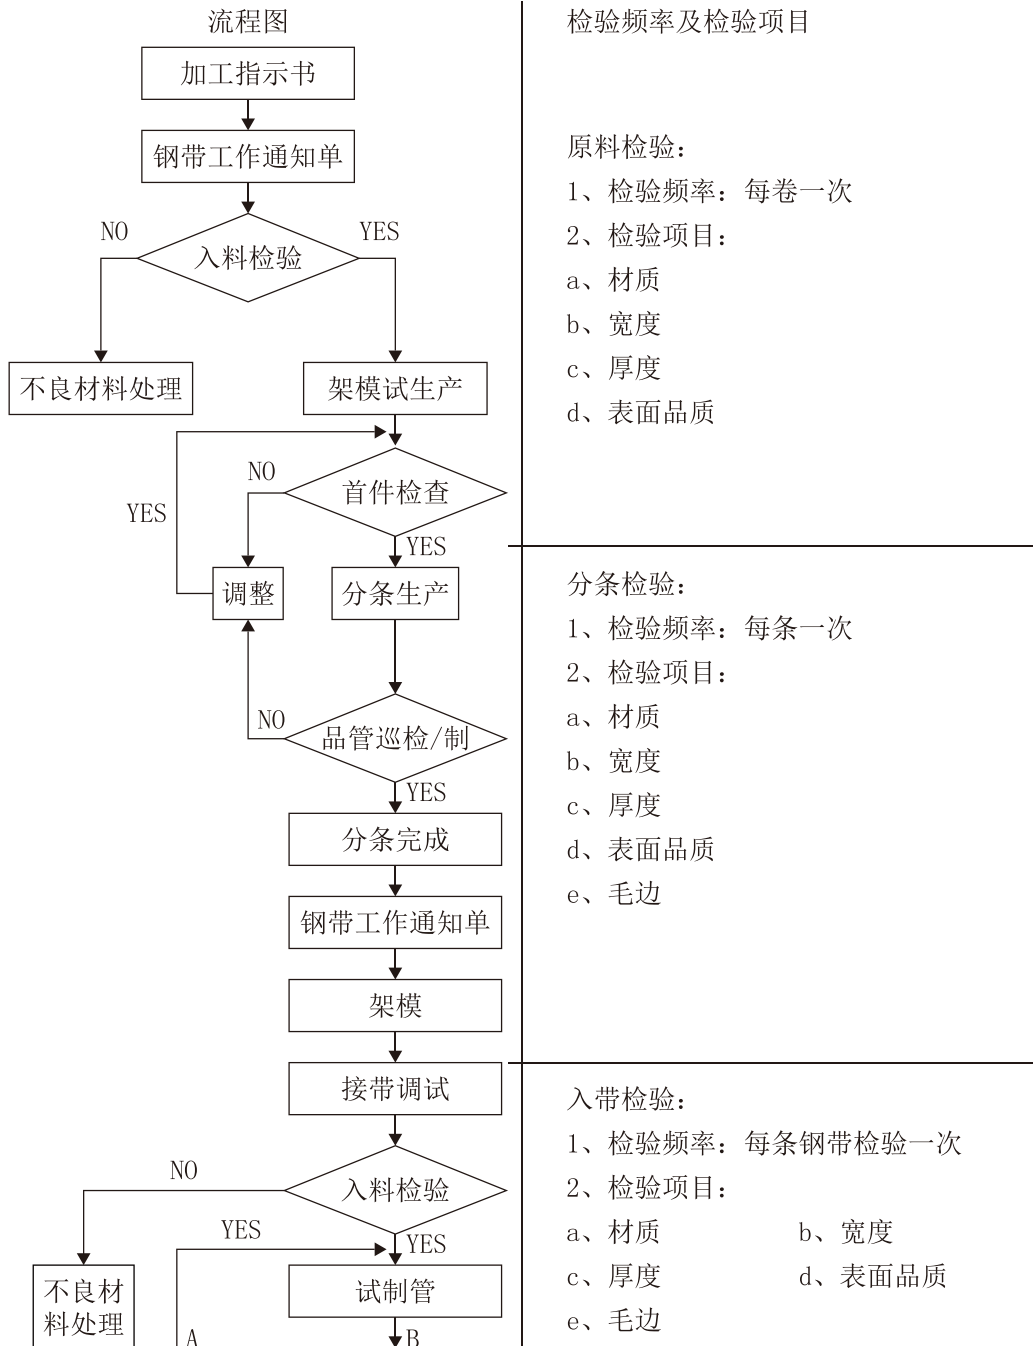 流程图
加工指示书
钢带工作通知单
NO
YES
入料检验
不良材料处理
架模试生产
NO
首件检查
YES
YES
调整
分条生产
NO
品管巡检/制
YES
分条完成
钢带工作通知单
架模
接带调试
NO
入料检验
YES
YES
不良材
料处理
试制管
A
B
检验频率及检验项目
原料检验：
1、检验频率：每卷一次
2、检验项目：
a、材质
b、宽度
c、厚度
d、表面品质
分条检验：
1、检验频率：每条一次
2、检验项目：
a、材质
b、宽度
c、厚度
d、表面品质
e、毛边
入带检验：
1、检验频率：每条钢带检验一次
2、检验项目：
a、材质 b、宽度
c、厚度 d、表面品质
e、毛边